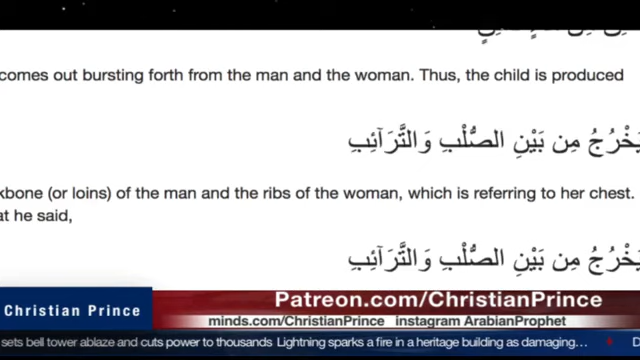 comes out bursting forth from the man and the woman. Thus, the child is produced
يَخْرُجُ مِن بَيْنِ الصُّلْبِ وَالتَّرَآئِبِ
kbone (or loins) of the man and the ribs of the woman, which is referring to her chest.
at he said,
يَخْرُجُ مِن بَيْنِ الصُّلْبِ وَالتَّرَآئِبِ
Christian Prince
Patreon.com/ChristianPrince
minds.com/ChristianPrince instagram ArabianProphet
sets bell tower ablaze and cuts power to thousands Lightning sparks a fire in a heritage building as damaging...